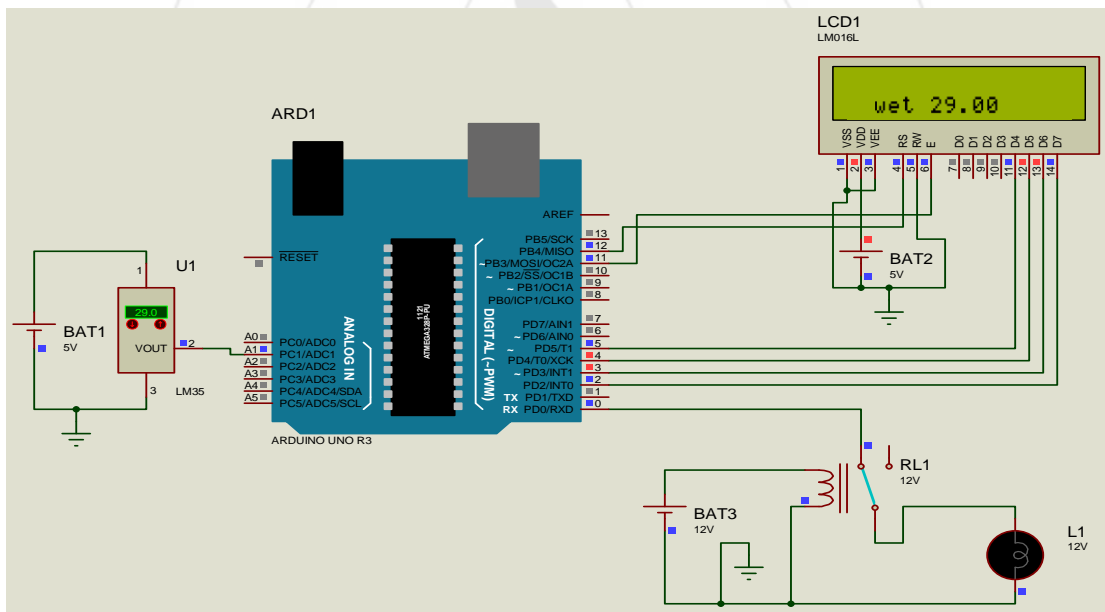 LCD1
LM016L
wet 29.00
VSS VDD VEE RS RW E D0 D1 D2 D3 D4 D5 D6 D7
1 2 3 4 5 6 7 8 9 10 11 12 13 14
ARD1
AREF
RESET
PB5/SCK 13
PB4/MISO 12
~PB3/MOSI/OC2A 11
~ PB2/SS/OC1B 10
~ PB1/OC1A 9
PB0/ICP1/CLKO 8
PD7/AIN1 7
~ PD6/AIN0 6
~ PD5/T1 5
PD4/T0/XCK 4
~ PD3/INT1 3
PD2/INT0 2
TX PD1/TXD 1
RX PD0/RXD 0
DIGITAL (~PWM)
1121
ATMEGA328P-PU
ANALOG IN
A0 PC0/ADC0
A1 PC1/ADC1
A2 PC2/ADC2
A3 PC3/ADC3
A4 PC4/ADC4/SDA
A5 PC5/ADC5/SCL
ARDUINO UNO R3
U1
1
29.0
VOUT
2
3
LM35
BAT1
5V
BAT2
5V
RL1
12V
BAT3
12V
L1
12V